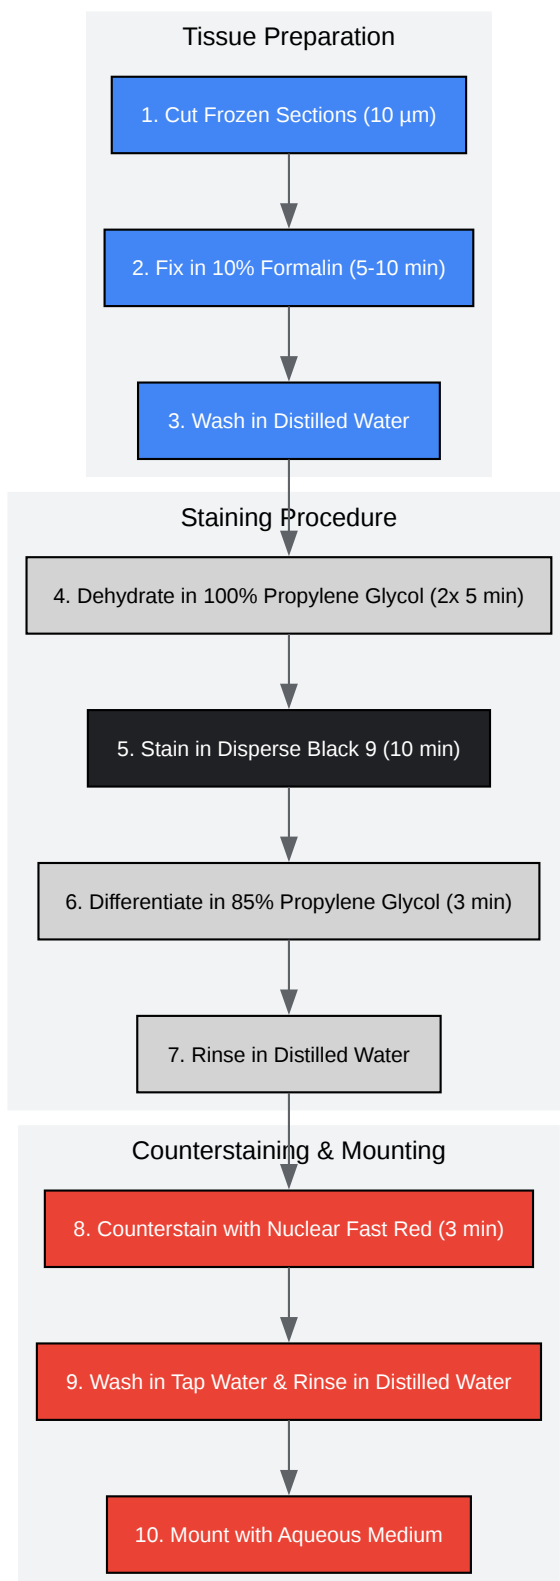 Tissue Preparation
1. Cut Frozen Sections (10 µm)
2. Fix in 10% Formalin (5-10 min)
3. Wash in Distilled Water
Staining Procedure
4. Dehydrate in 100% Propylene Glycol (2x 5 min)
5. Stain in Disperse Black 9 (10 min)
6. Differentiate in 85% Propylene Glycol (3 min)
7. Rinse in Distilled Water
Counterstaining & Mounting
8. Counterstain with Nuclear Fast Red (3 min)
9. Wash in Tap Water & Rinse in Distilled Water
10. Mount with Aqueous Medium